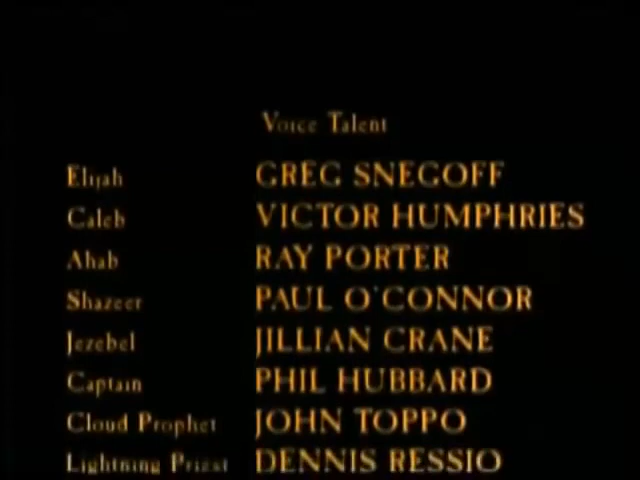 Voice Talent
Elijah GREG SNEGOFF
Caleb VICTOR HUMPHRIES
Ahab RAY PORTER
Shazeer PAUL O'CONNOR
Jezebel JILLIAN CRANE
Captain PHIL HUBBARD
Cloud Prophet JOHN TOPPO
Lightning Priest DENNIS RESSIO